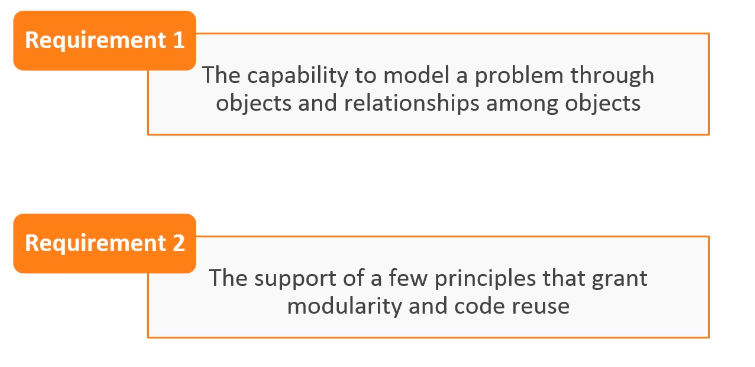 Requirement 1
The capability to model a problem through
objects and relationships among objects
Requirement 2
The support of a few principles that grant
modularity and code reuse